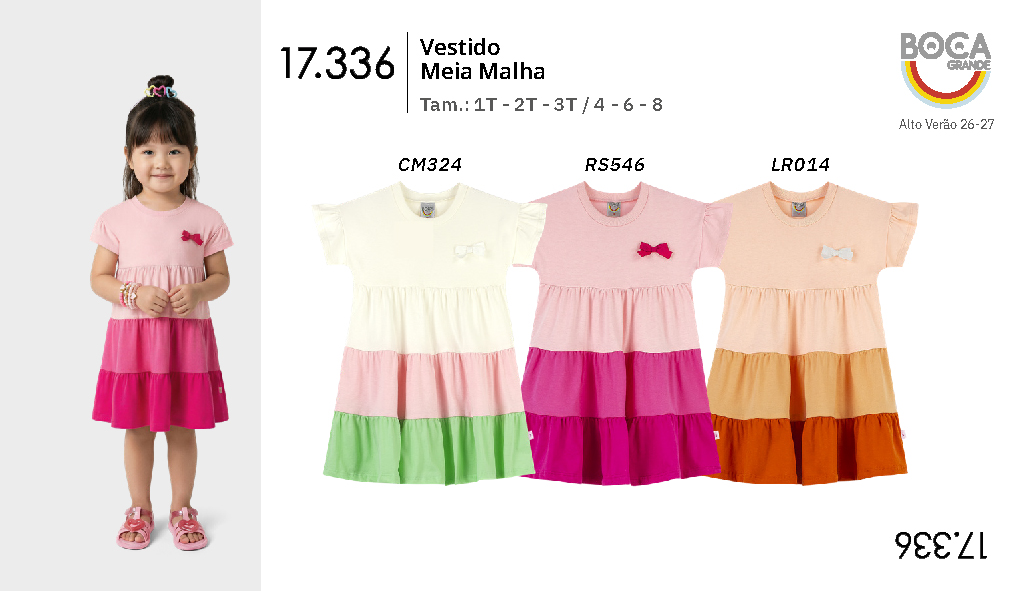 17.336
Vestido
Meia Malha
Tam.: 1T - 2T - 3T / 4 - 6 - 8
BOCA
GRANDE
Alto Verão 26-27
CM324
RS546
LR014
17.336